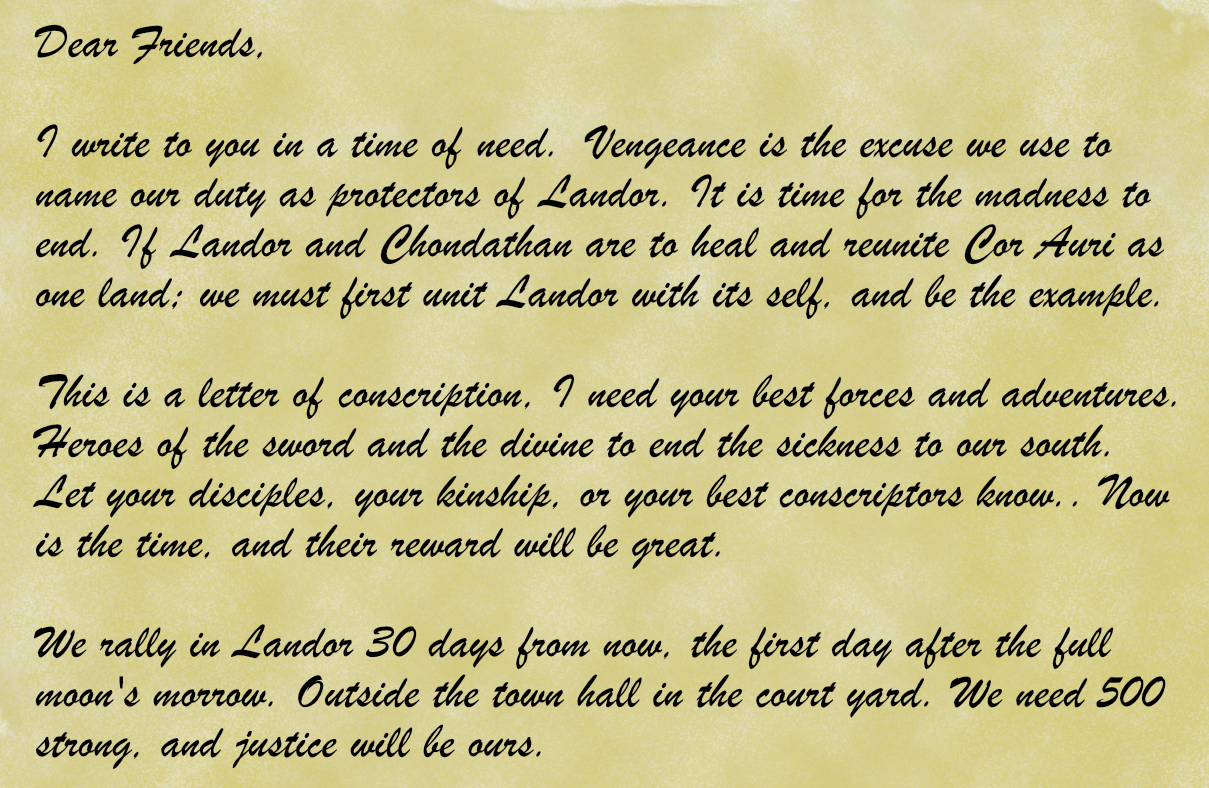 Dear Friends,
I write to you in a time of need. Vengeance is the excuse we use to
name our duty as protectors of Landor. It is time for the madness to
end. If Landor and Chondathan are to heal and reunite Cor Auri as
one land; we must first unit Landor with its self, and be the example.
This is a letter of conscription, I need your best forces and adventures.
Heroes of the sword and the divine to end the sickness to our south.
Let your disciples, your kinship, or your best conscriptors know,. Now
is the time, and their reward will be great.
We rally in Landor 30 days from now, the first day after the full
moon's morrow. Outside the town hall in the court yard. We need 500
strong, and justice will be ours.